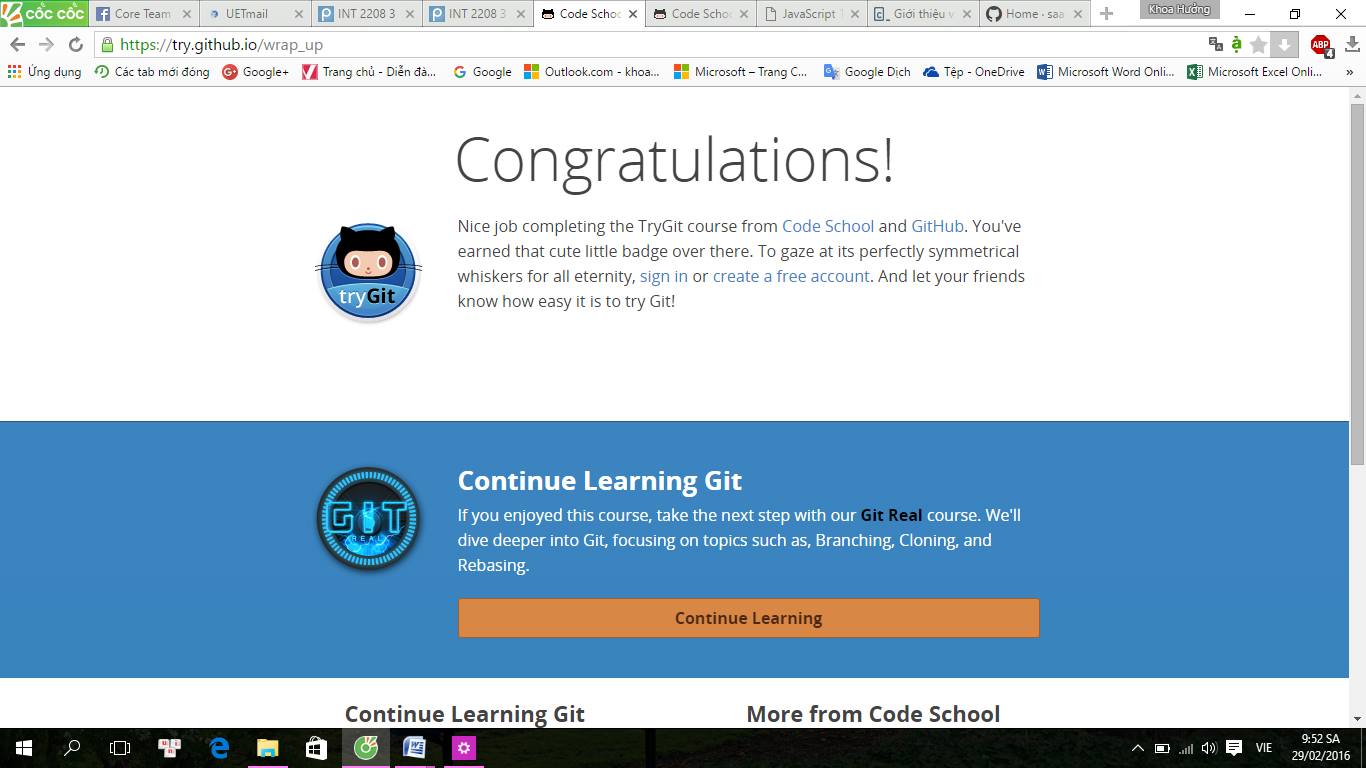 cốc cốc
Core Team
UETmail
INT 2208 3
INT 2208 3
Code Schoo
Code Scho
JavaScript
Giới thiệu v
Home · saa
Khoa Hưởng
https://try.github.io/wrap_up
ABP
4
Ứng dụng
Các tab mới đóng
Google+
Trang chủ - Diễn đà...
Google
Outlook.com - khoa...
Microsoft – Trang C...
Google Dịch
Tệp - OneDrive
Microsoft Word Onli...
Microsoft Excel Onli...
»
Congratulations!
tryGit
Nice job completing the TryGit course from Code School and GitHub. You've
earned that cute little badge over there. To gaze at its perfectly symmetrical
whiskers for all eternity, sign in or create a free account. And let your friends
know how easy it is to try Git!
GIT
REAL
Continue Learning Git
If you enjoyed this course, take the next step with our Git Real course. We'll
dive deeper into Git, focusing on topics such as, Branching, Cloning, and
Rebasing.
Continue Learning
Continue Learning Git
More from Code School
VIE
9:52 SA
29/02/2016